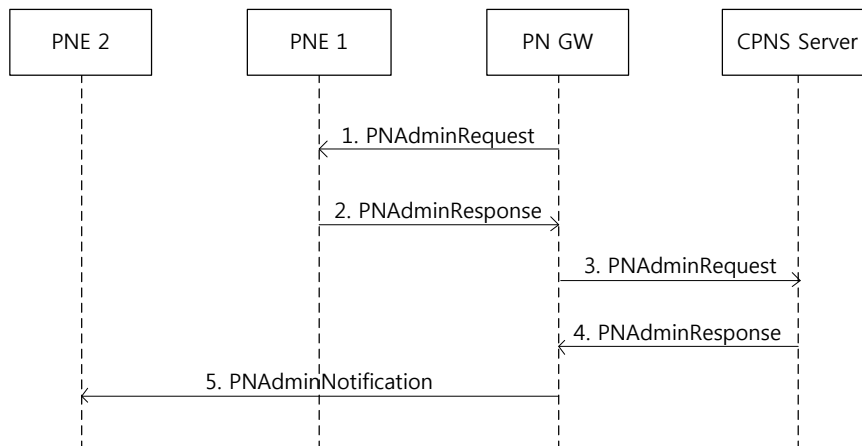 PNE 2
PNE 1
PN GW
CPNS Server
1. PNAdminRequest
2. PNAdminResponse
3. PNAdminRequest
4. PNAdminResponse
5. PNAdminNotification